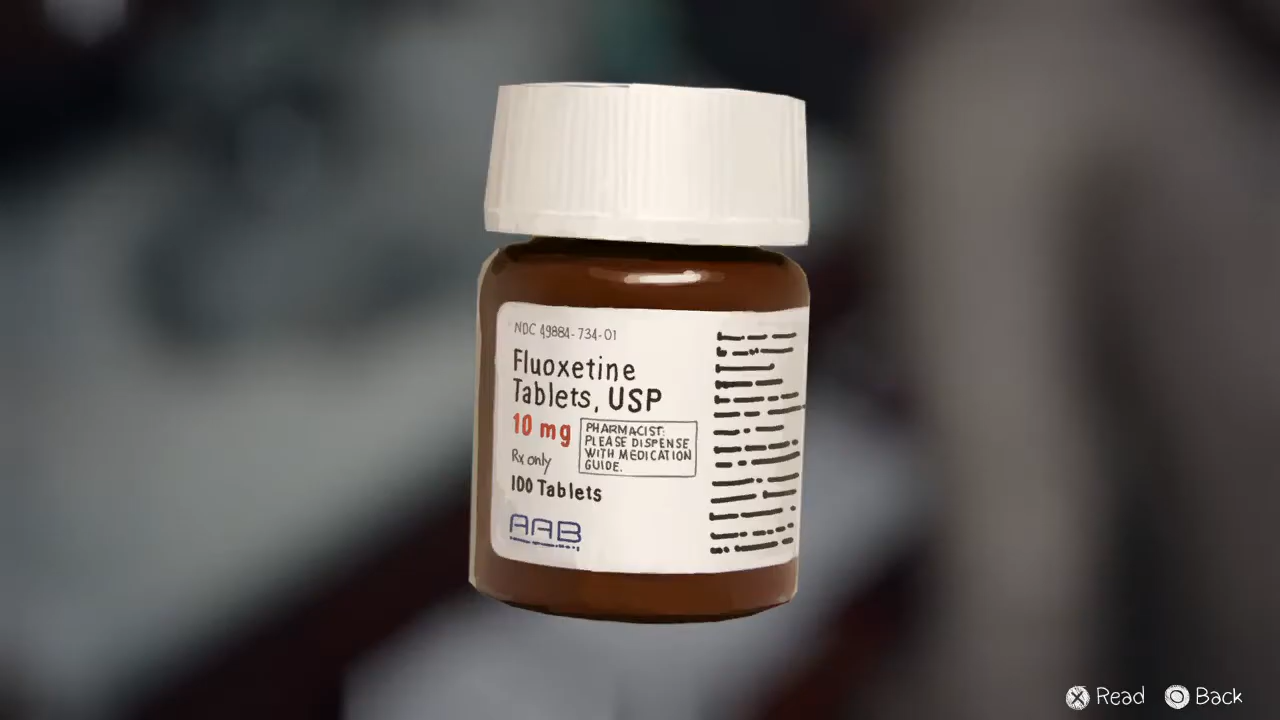 NDC 49884-734-01
Fluoxetine
Tablets, USP
10 mg
PHARMACIST:
PLEASE DISPENSE
WITH MEDICATION
GUIDE.
Rx only
100 Tablets
AAB
Read
Back